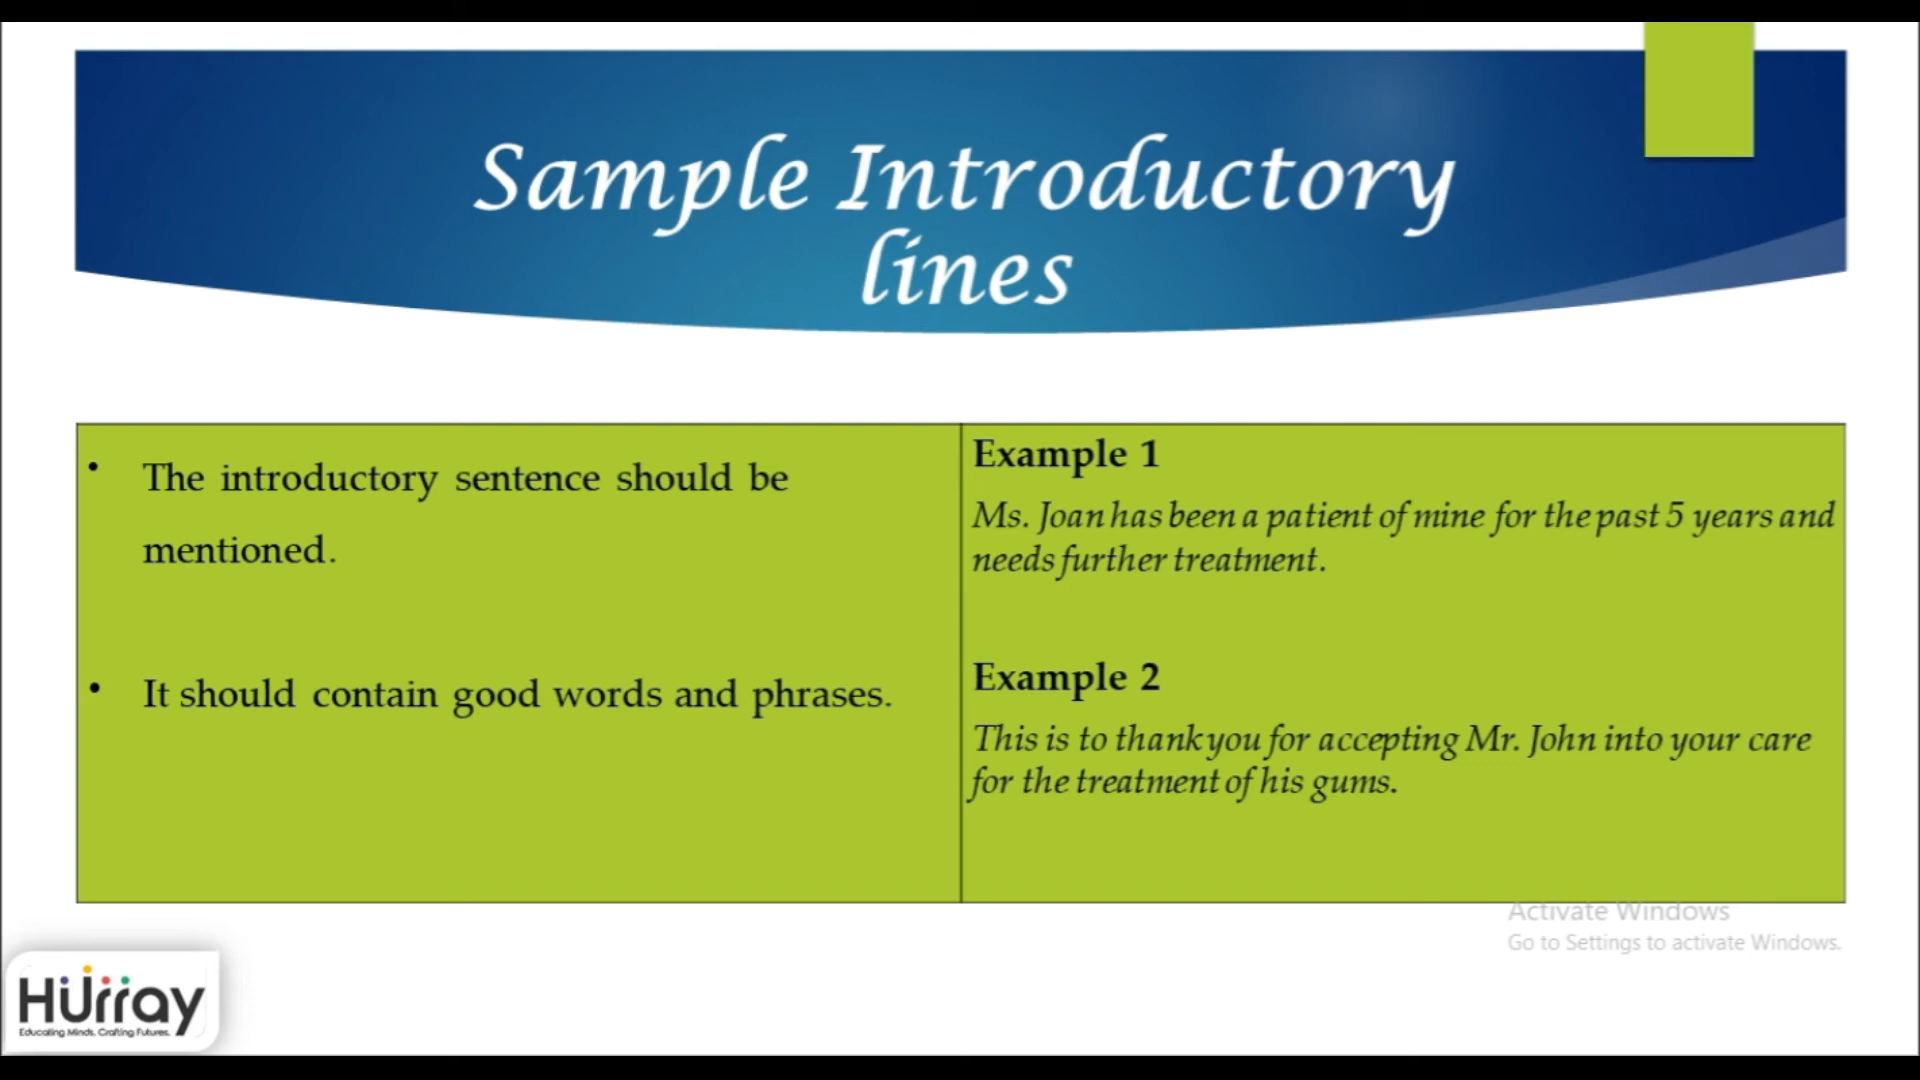 Sample Introductory
lines
• The introductory sentence should be
mentioned.
• It should contain good words and phrases.
Example 1
Ms. Joan has been a patient of mine for the past 5 years and
needs further treatment.
Example 2
This is to thank you for accepting Mr. John into your care
for the treatment of his gums.
Activate Windows
Go to Settings to activate Windows.
Hurray
Educating Minds. Crafting Futures.